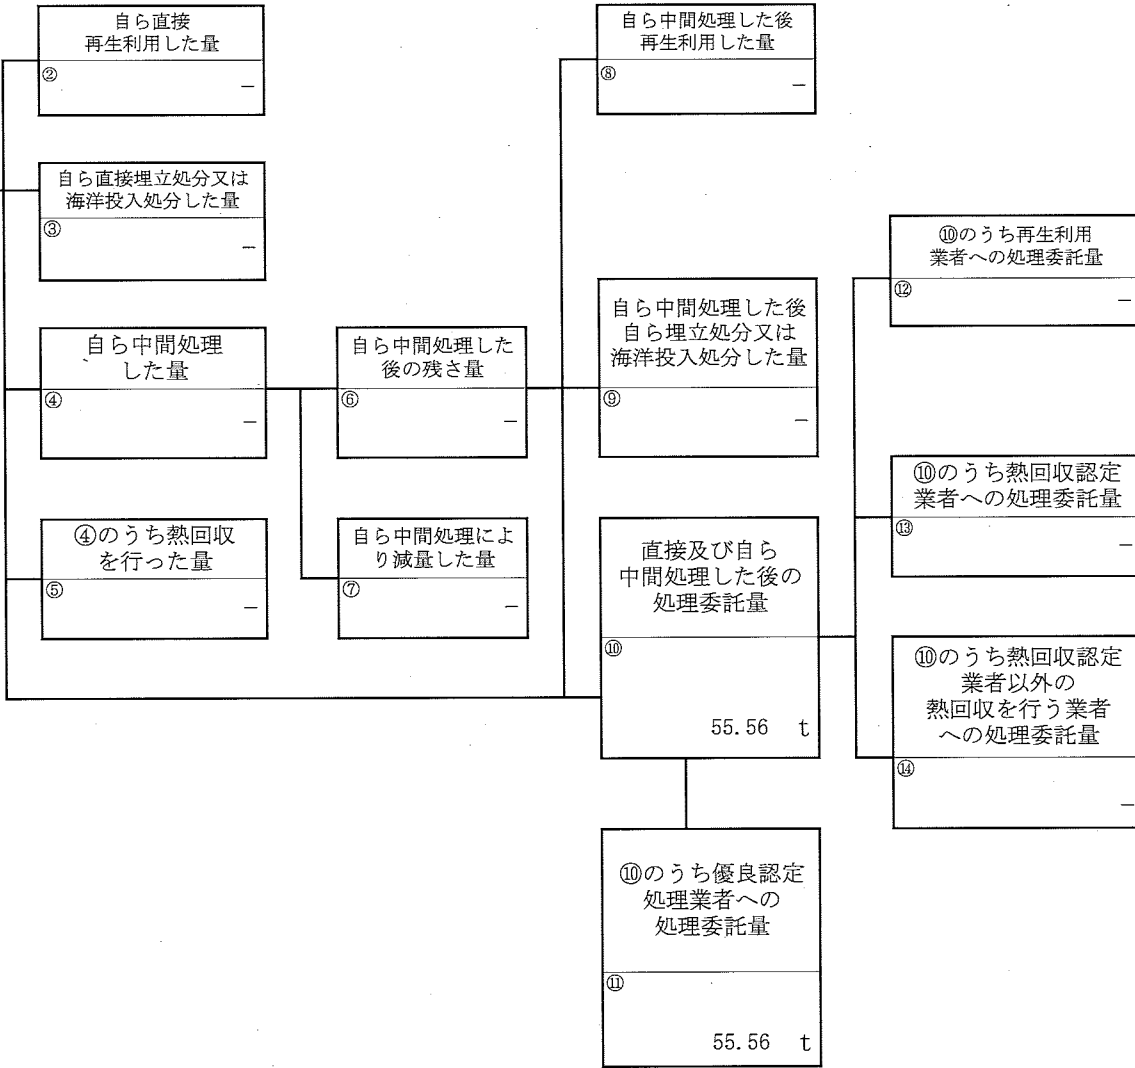 自ら直接
再生利用した量
②
−
自ら直接埋立処分又は
海洋投入処分した量
③
−
自ら中間処理
した量
④
−
④のうち熱回収
を行った量
⑤
−
自ら中間処理した
後の残さ量
⑥
−
自ら中間処理によ
り減量した量
⑦
−
自ら中間処理した後
再生利用した量
⑧
−
自ら中間処理した後
自ら埋立処分又は
海洋投入処分した量
⑨
−
直接及び自ら
中間処理した後の
処理委託量
⑩
55.56 t
⑩のうち優良認定
処理業者への
処理委託量
⑪
55.56 t
⑩のうち再生利用
業者への処理委託量
⑫
−
⑩のうち熱回収認定
業者への処理委託量
⑬
−
⑩のうち熱回収認定
業者以外の
熱回収を行う業者
への処理委託量
⑭
−